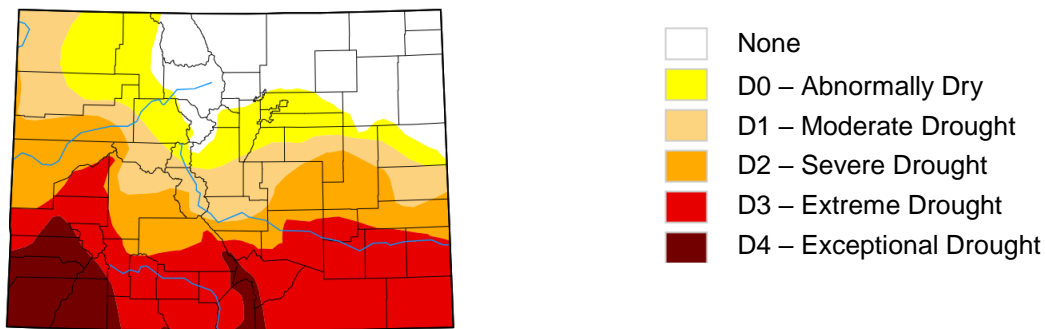 None
D0 – Abnormally Dry
D1 – Moderate Drought
D2 – Severe Drought
D3 – Extreme Drought
D4 – Exceptional Drought